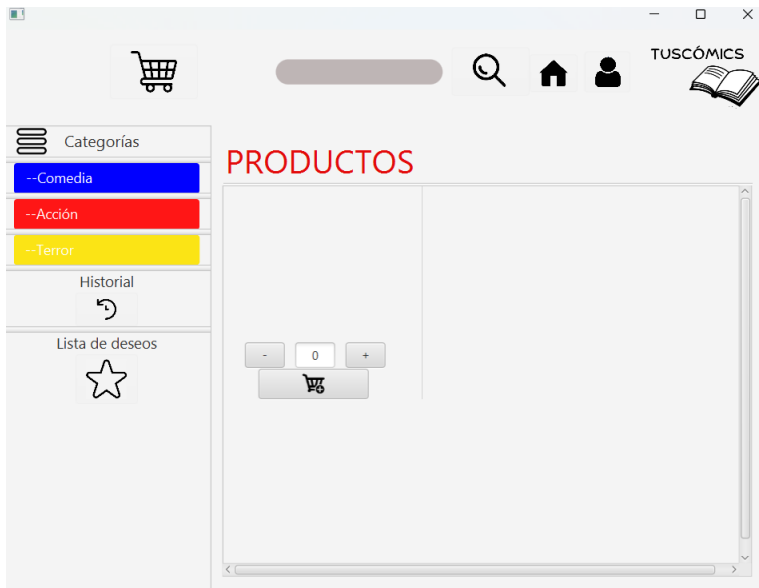 TUSCÓMICS
Categorías
--Comedia
--Acción
--Terror
Historial
Lista de deseos
PRODUCTOS
- 0 +